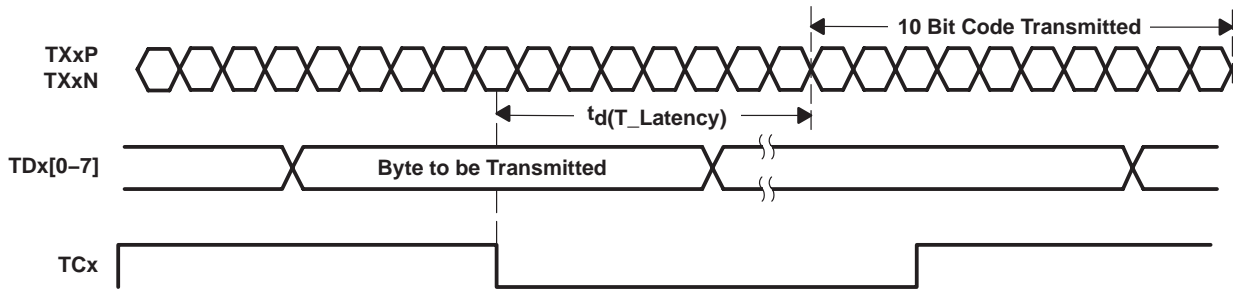 10 Bit Code Transmitted
TXxP
TXxN
td(T_Latency)
TDx[0–7]
Byte to be Transmitted
TCx